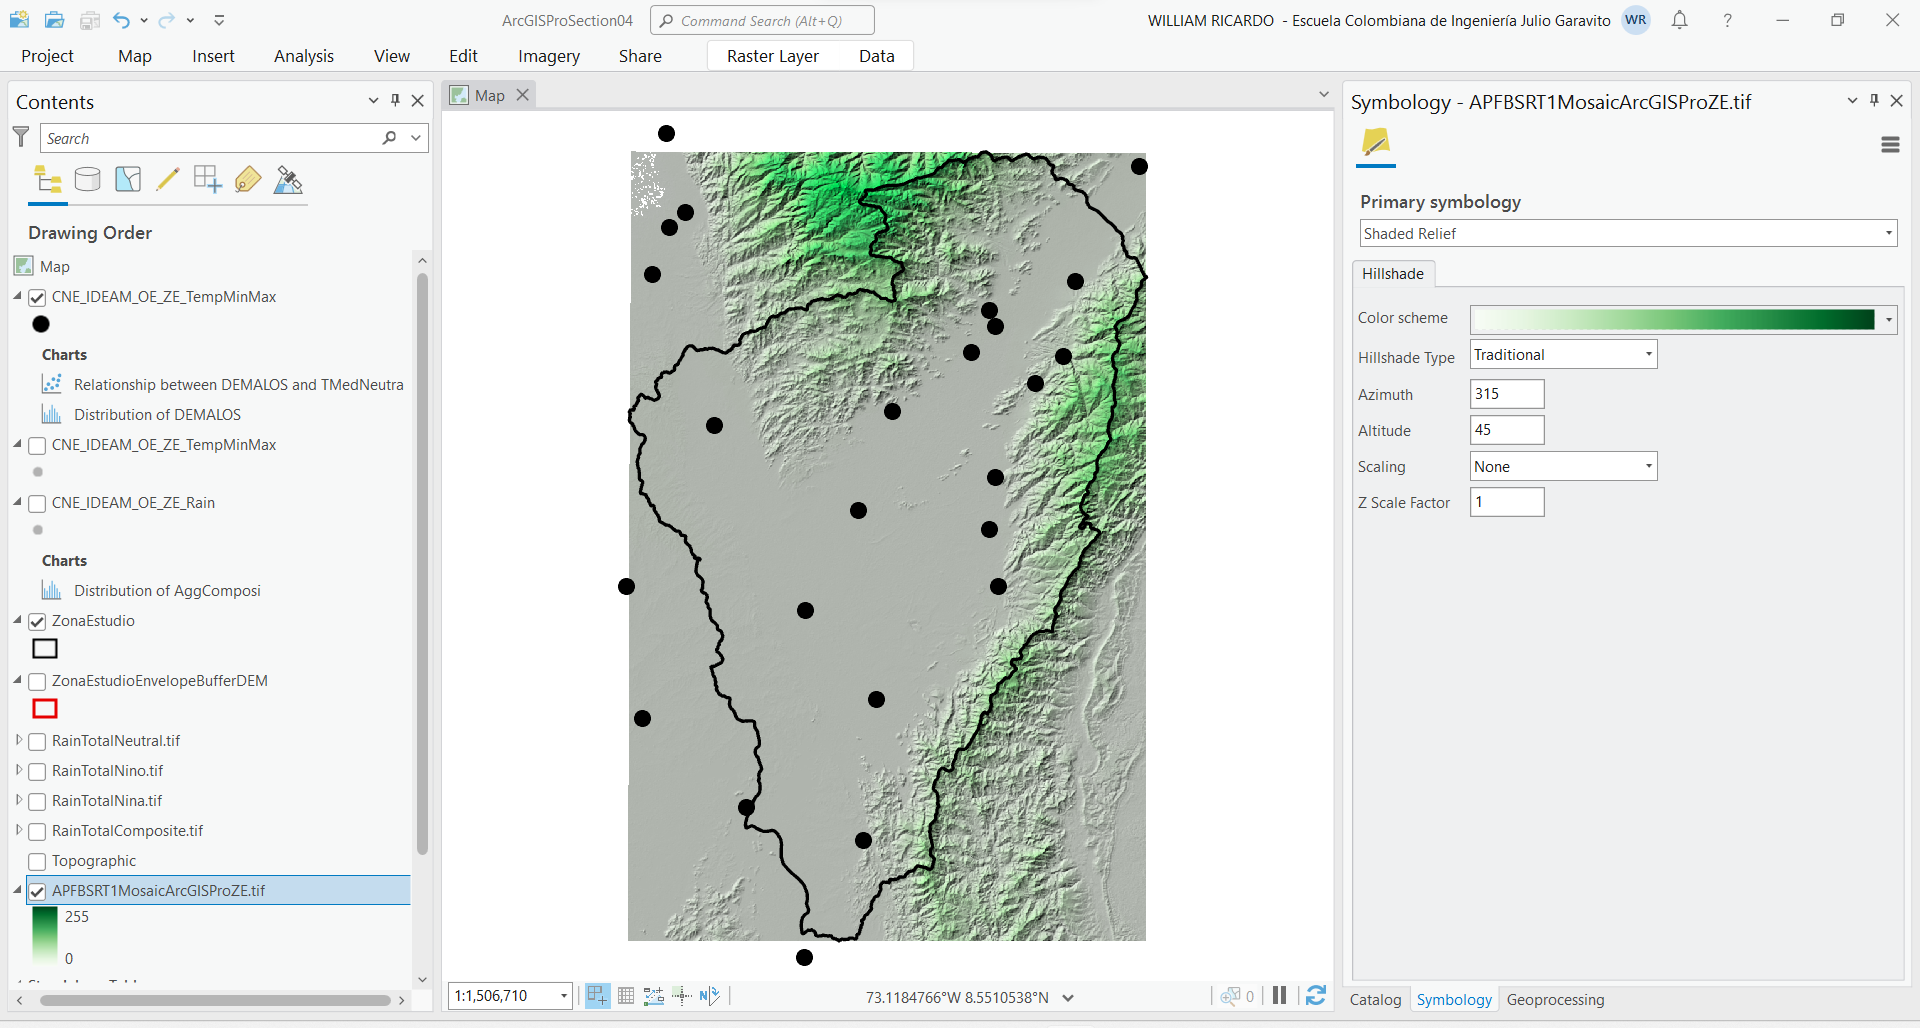 ArcGISProSection04
Command Search (Alt+Q)
WILLIAM RICARDO - Escuela Colombiana de Ingeniería Julio Garavito
WR
?
Project Map Insert Analysis View Edit Imagery Share Raster Layer Data
Contents
Search
Drawing Order
Map
CNE_IDEAM_OE_ZE_TempMinMax
Charts
Relationship between DEMALOS and TMedNeutra
Distribution of DEMALOS
CNE_IDEAM_OE_ZE_TempMinMax
CNE_IDEAM_OE_ZE_Rain
Charts
Distribution of AggComposi
ZonaEstudio
ZonaEstudioEnvelopeBufferDEM
RainTotalNeutral.tif
RainTotalNino.tif
RainTotalNina.tif
RainTotalComposite.tif
Topographic
APFBSRT1MosaicArcGISProZE.tif
255
0
Map
1:1,506,710
73.1184766°W 8.5510538°N
0
Symbology - APFBSRT1MosaicArcGISProZE.tif
Primary symbology
Shaded Relief
Hillshade
Color scheme
Hillshade Type Traditional
Azimuth 315
Altitude 45
Scaling None
Z Scale Factor 1
Catalog Symbology Geoprocessing